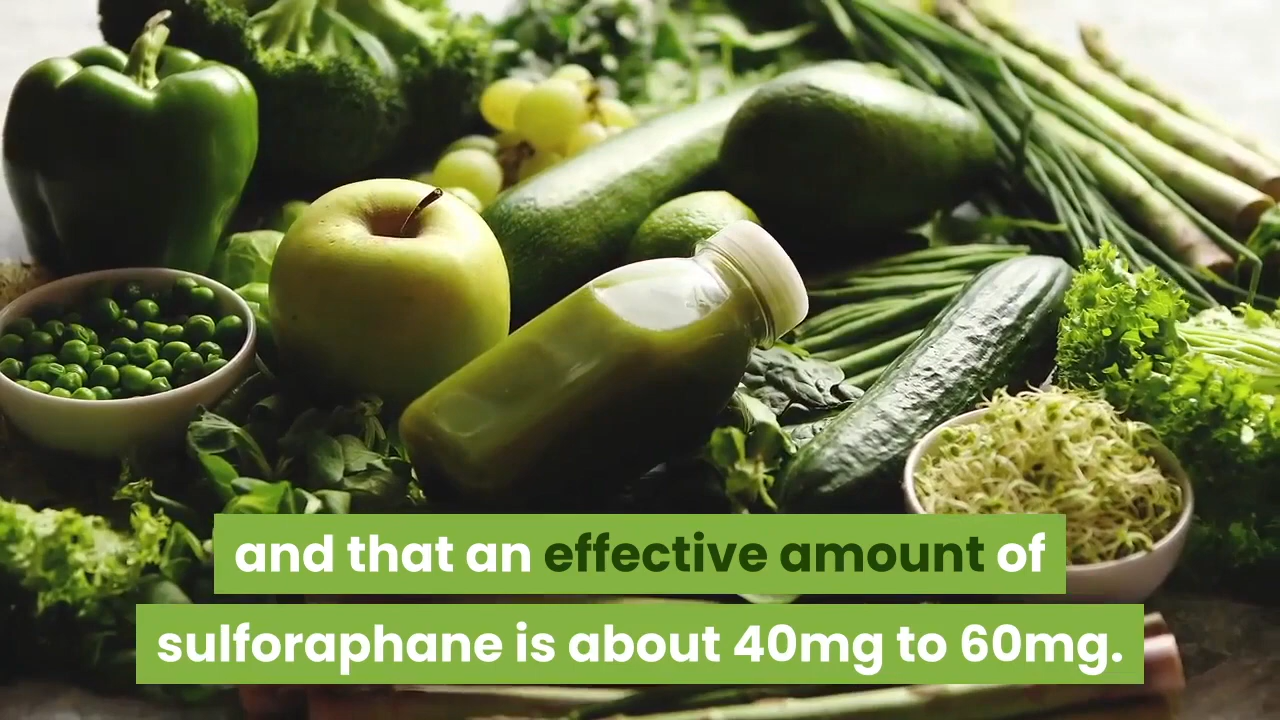 and that an effective amount of
sulforaphane is about 40mg to 60mg.